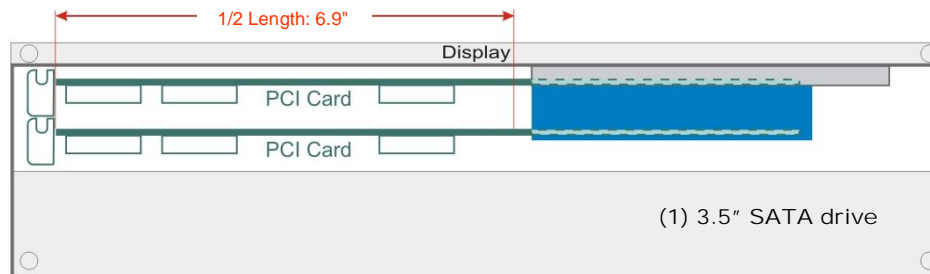 1/2 Length: 6.9"
Display
PCI Card
PCI Card
(1) 3.5" SATA drive